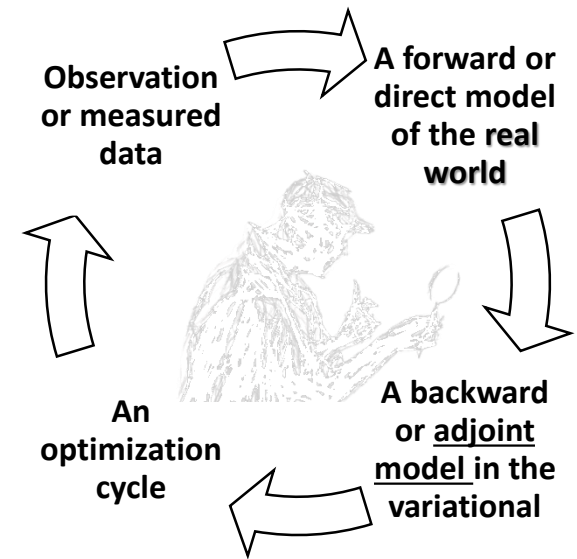 Observation
or measured
data
A forward or
direct model
of the real
world
A backward
or adjoint
model in the
variational
An
optimization
cycle